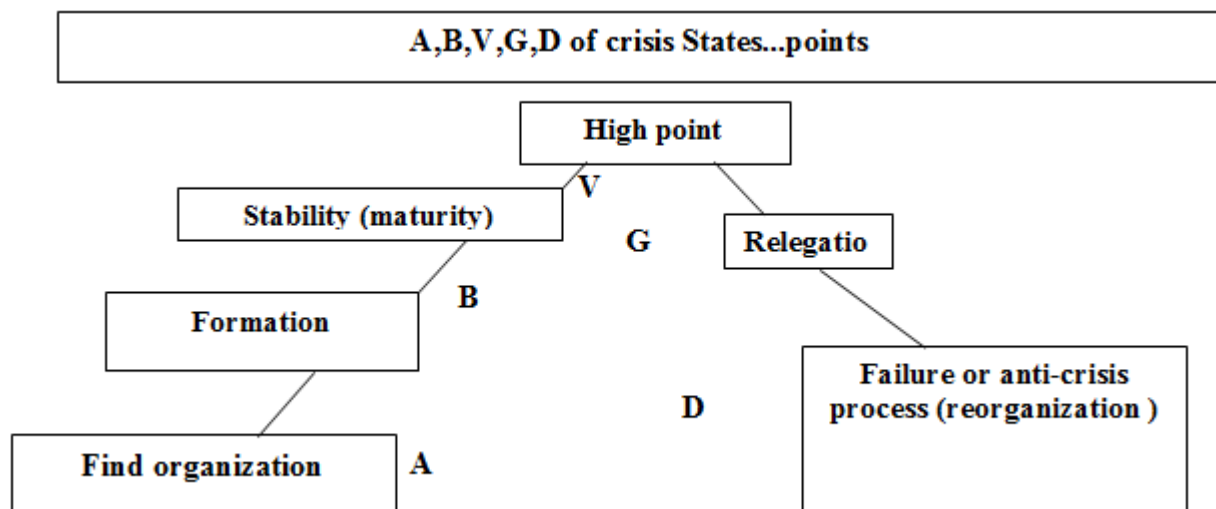 A,B,V,G,D of crisis States...points
High point
V
Stability (maturity)
G
Relegatio
B
Formation
Failure or anti-crisis
process (reorganization )
D
Find organization
A